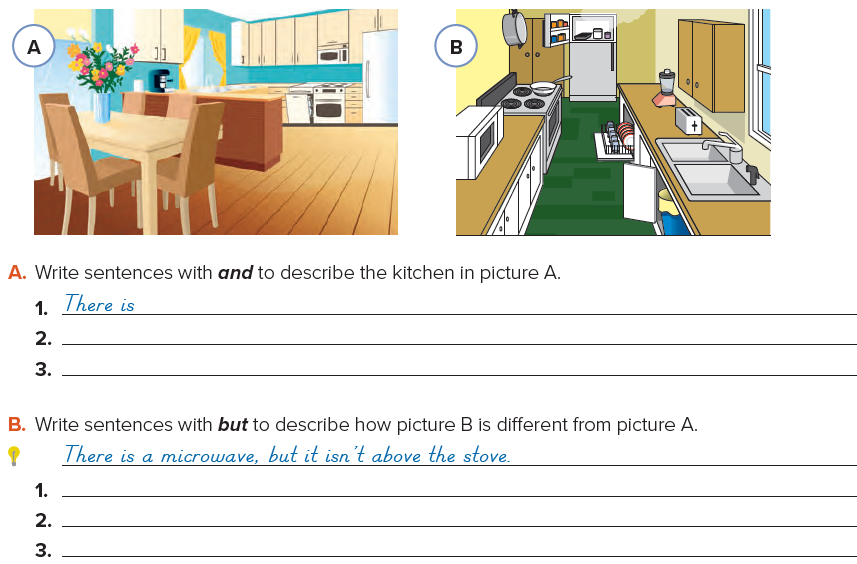 A
B
A. Write sentences with and to describe the kitchen in picture A.
1. There is
2.
3.
B. Write sentences with but to describe how picture B is different from picture A.
There is a microwave, but it isn't above the stove.
1.
2.
3.